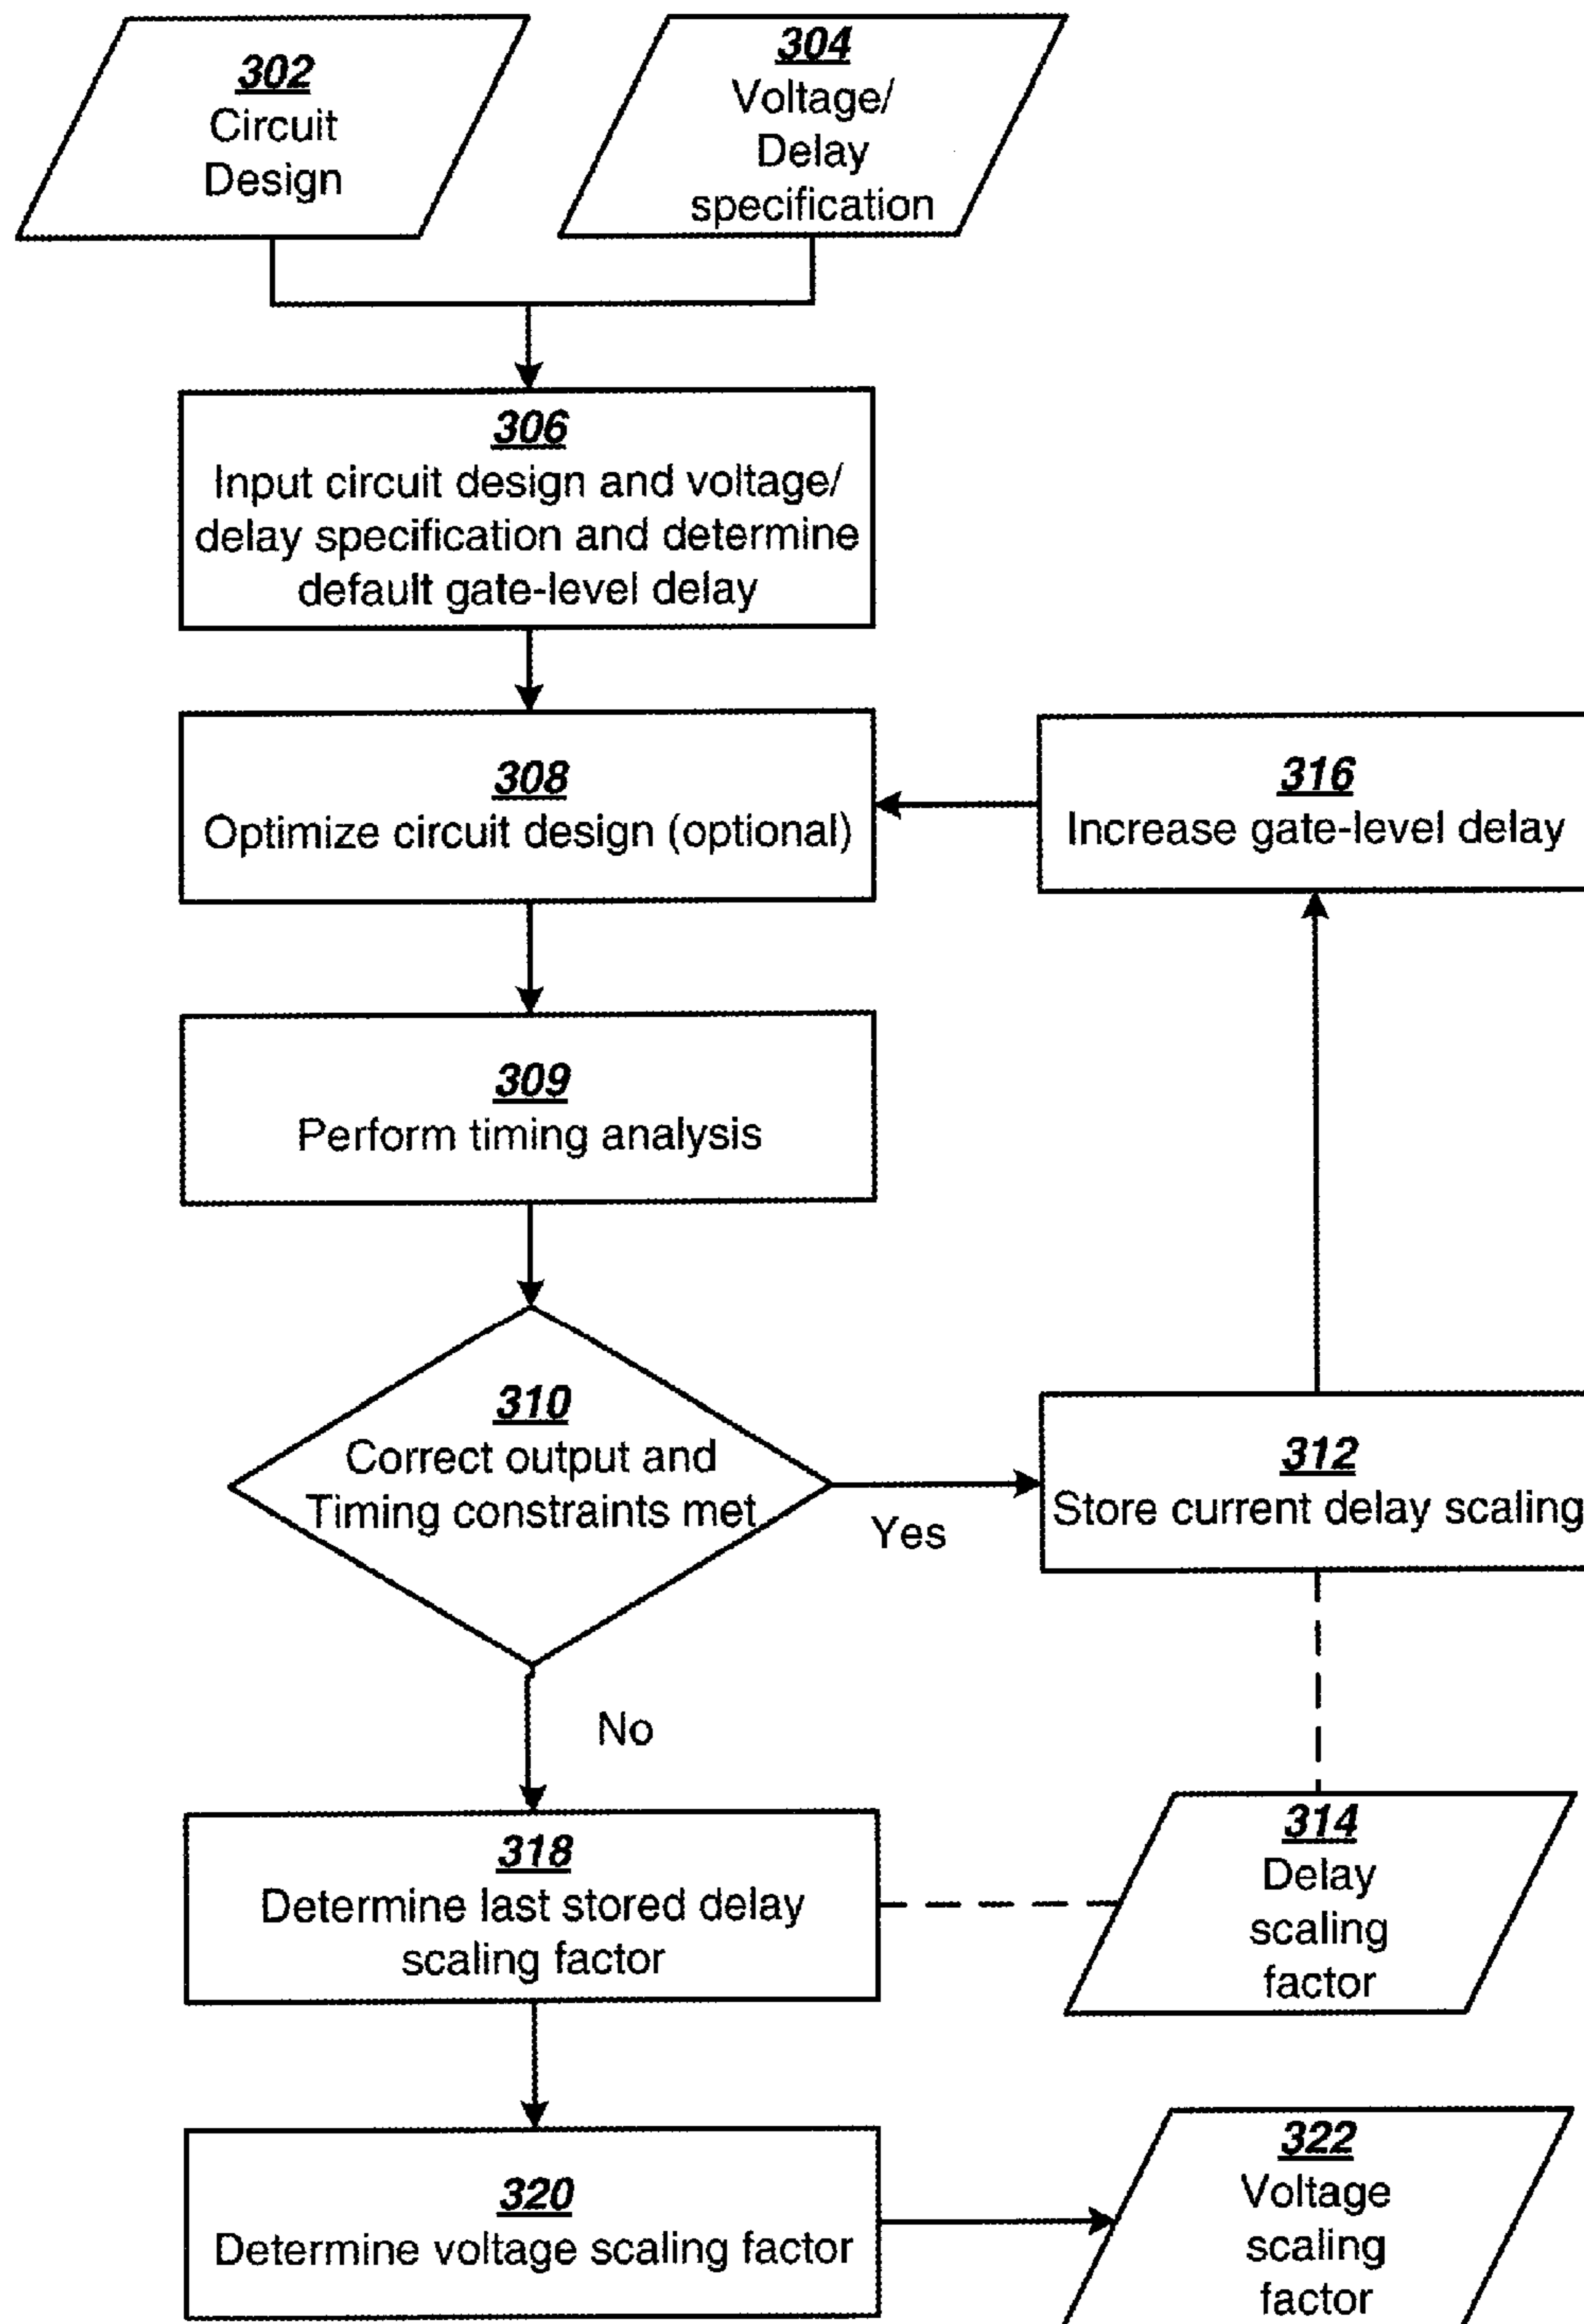 302
Circuit
Design
304
Voltage/
Delay
specification
306
Input circuit design and voltage/
delay specification and determine
default gate-level delay
308
Optimize circuit design (optional)
316
Increase gate-level delay
309
Perform timing analysis
310
Correct output and
Timing constraints met
Yes
312
Store current delay scaling
No
318
Determine last stored delay
scaling factor
314
Delay
scaling
factor
320
Determine voltage scaling factor
322
Voltage
scaling
factor